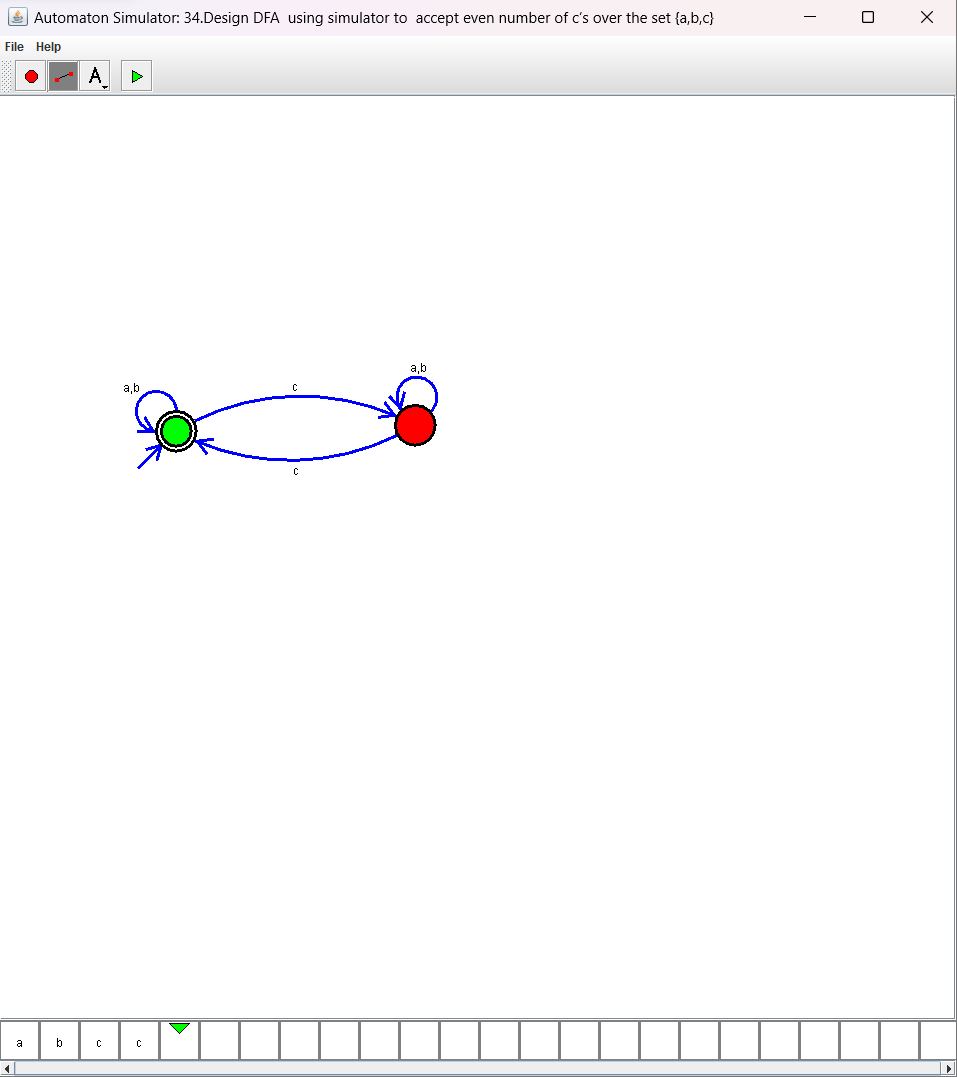 Automaton Simulator: 34.Design DFA  using simulator to  accept even number of c's over the set {a,b,c}
File Help
A
a,b
c
a,b
c
a b c c